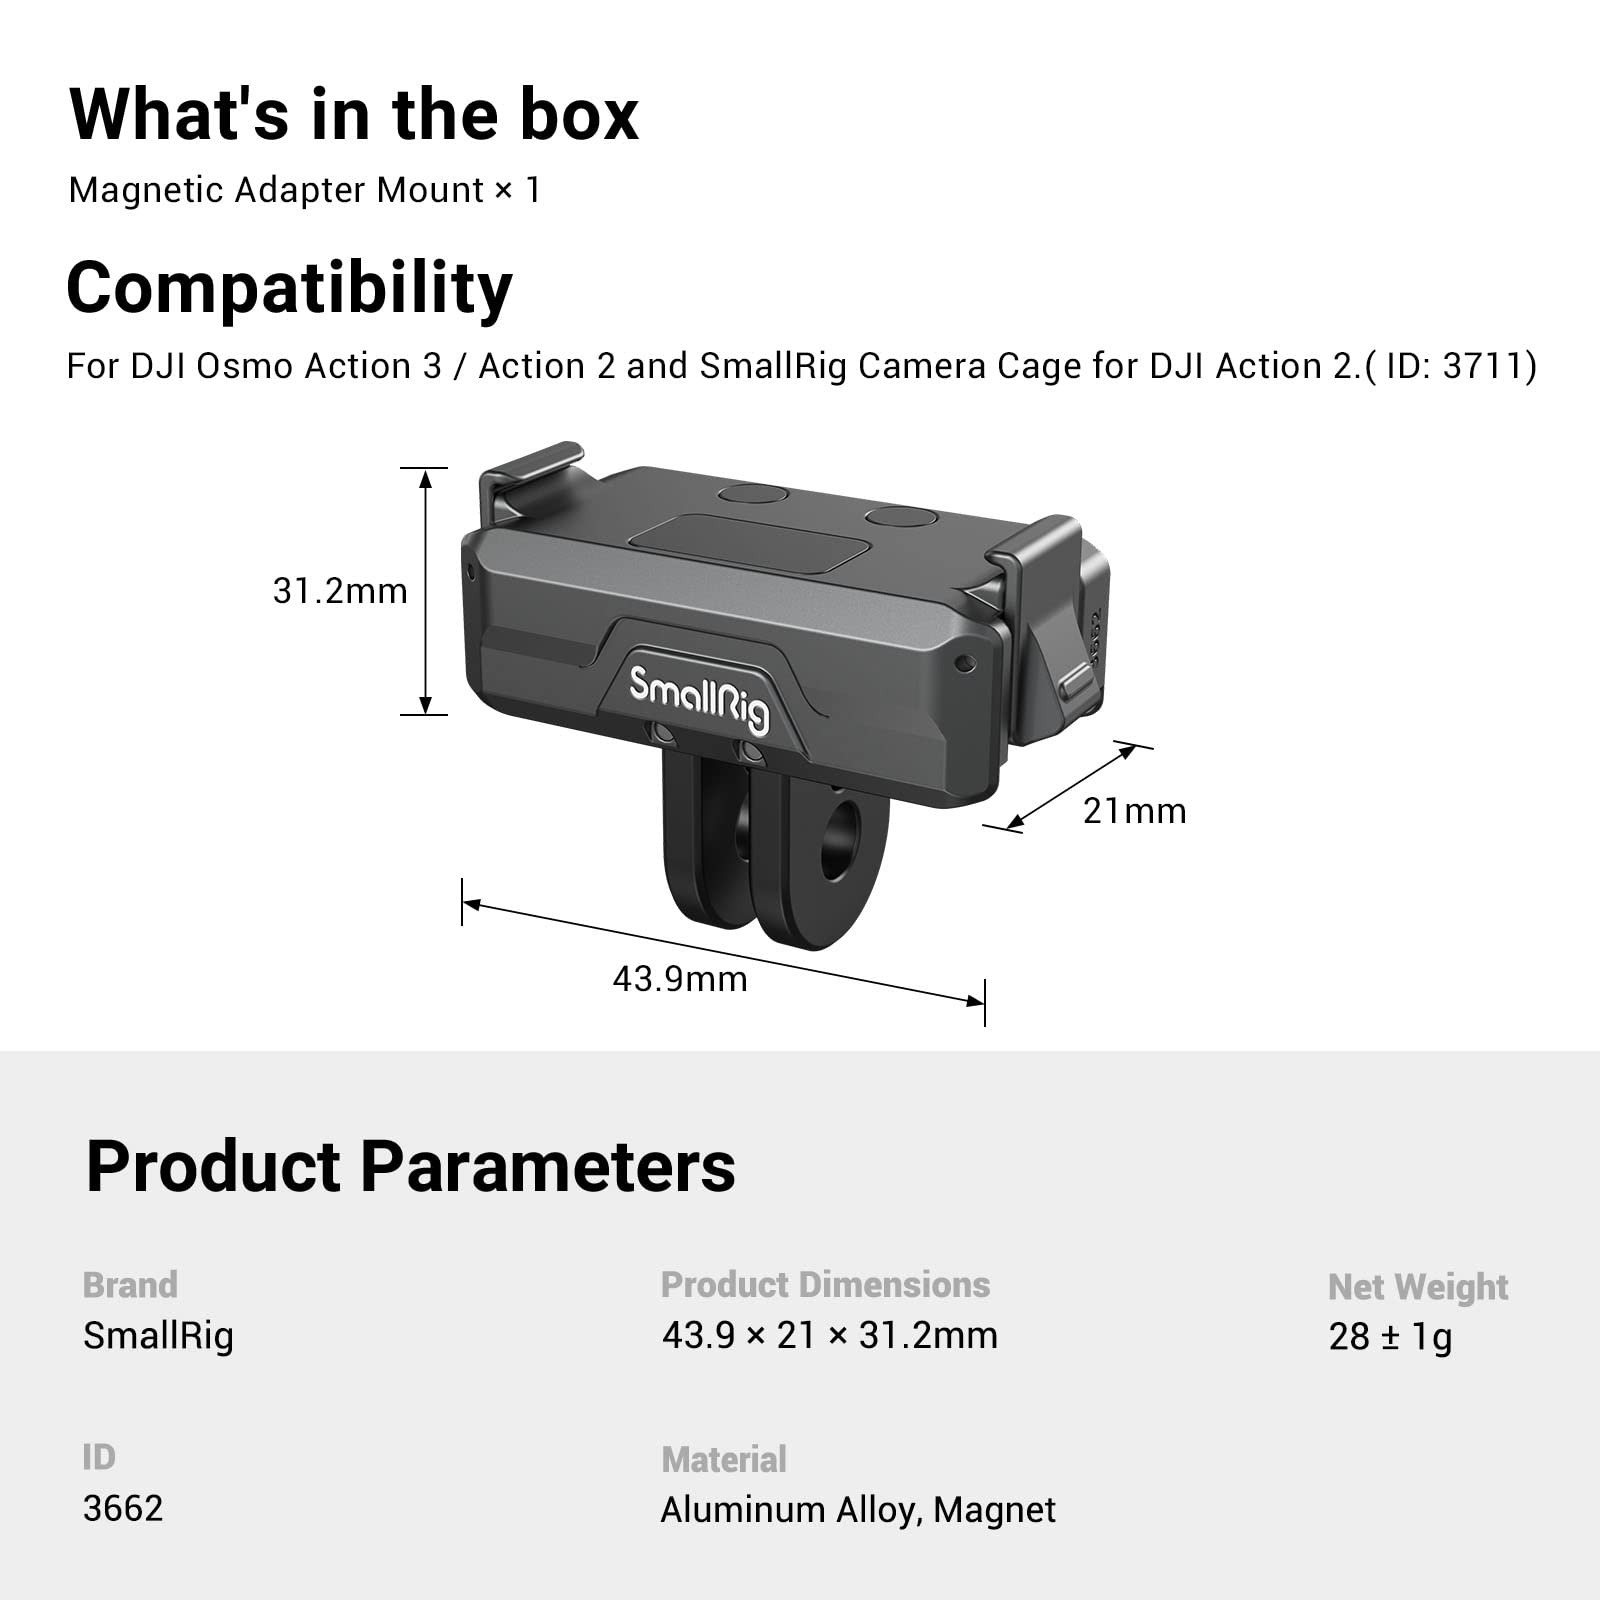 What's in the box
Magnetic Adapter Mount × 1
Compatibility
For DJI Osmo Action 3 / Action 2 and SmallRig Camera Cage for DJI Action 2.( ID: 3711)
31.2mm
3662
SmallRig
21mm
43.9mm
Product Parameters
Brand
SmallRig
Product Dimensions
43.9 × 21 × 31.2mm
Net Weight
28 ± 1g
ID
3662
Material
Aluminum Alloy, Magnet